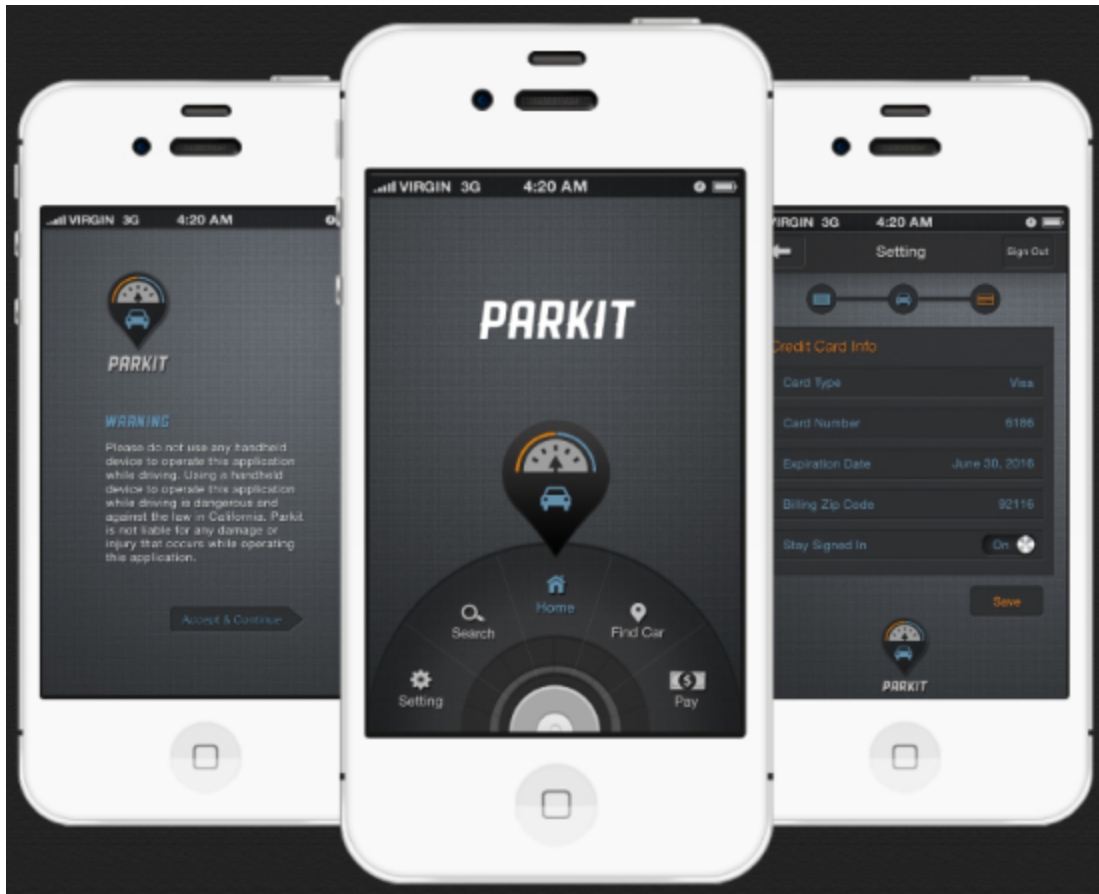 VIRGIN 3G 4:20 AM
PARKIT
WARNING
Please do not use any handheld
device to operate this application
while driving. Using a handheld
device to operate this application
while driving is dangerous and
against the law in California. Parkit
is not liable for any damage or
injury that occurs while operating
this application.
Accept & Continue
VIRGIN 3G 4:20 AM
PARKIT
Home
Search
Find Car
Setting
Pay
VIRGIN 3G 4:20 AM
Setting
Sign Out
Credit Card Info
Card Type Visa
Card Number 6186
Expiration Date June 30, 2016
Billing Zip Code 92116
Stay Signed In On
Save
PARKIT